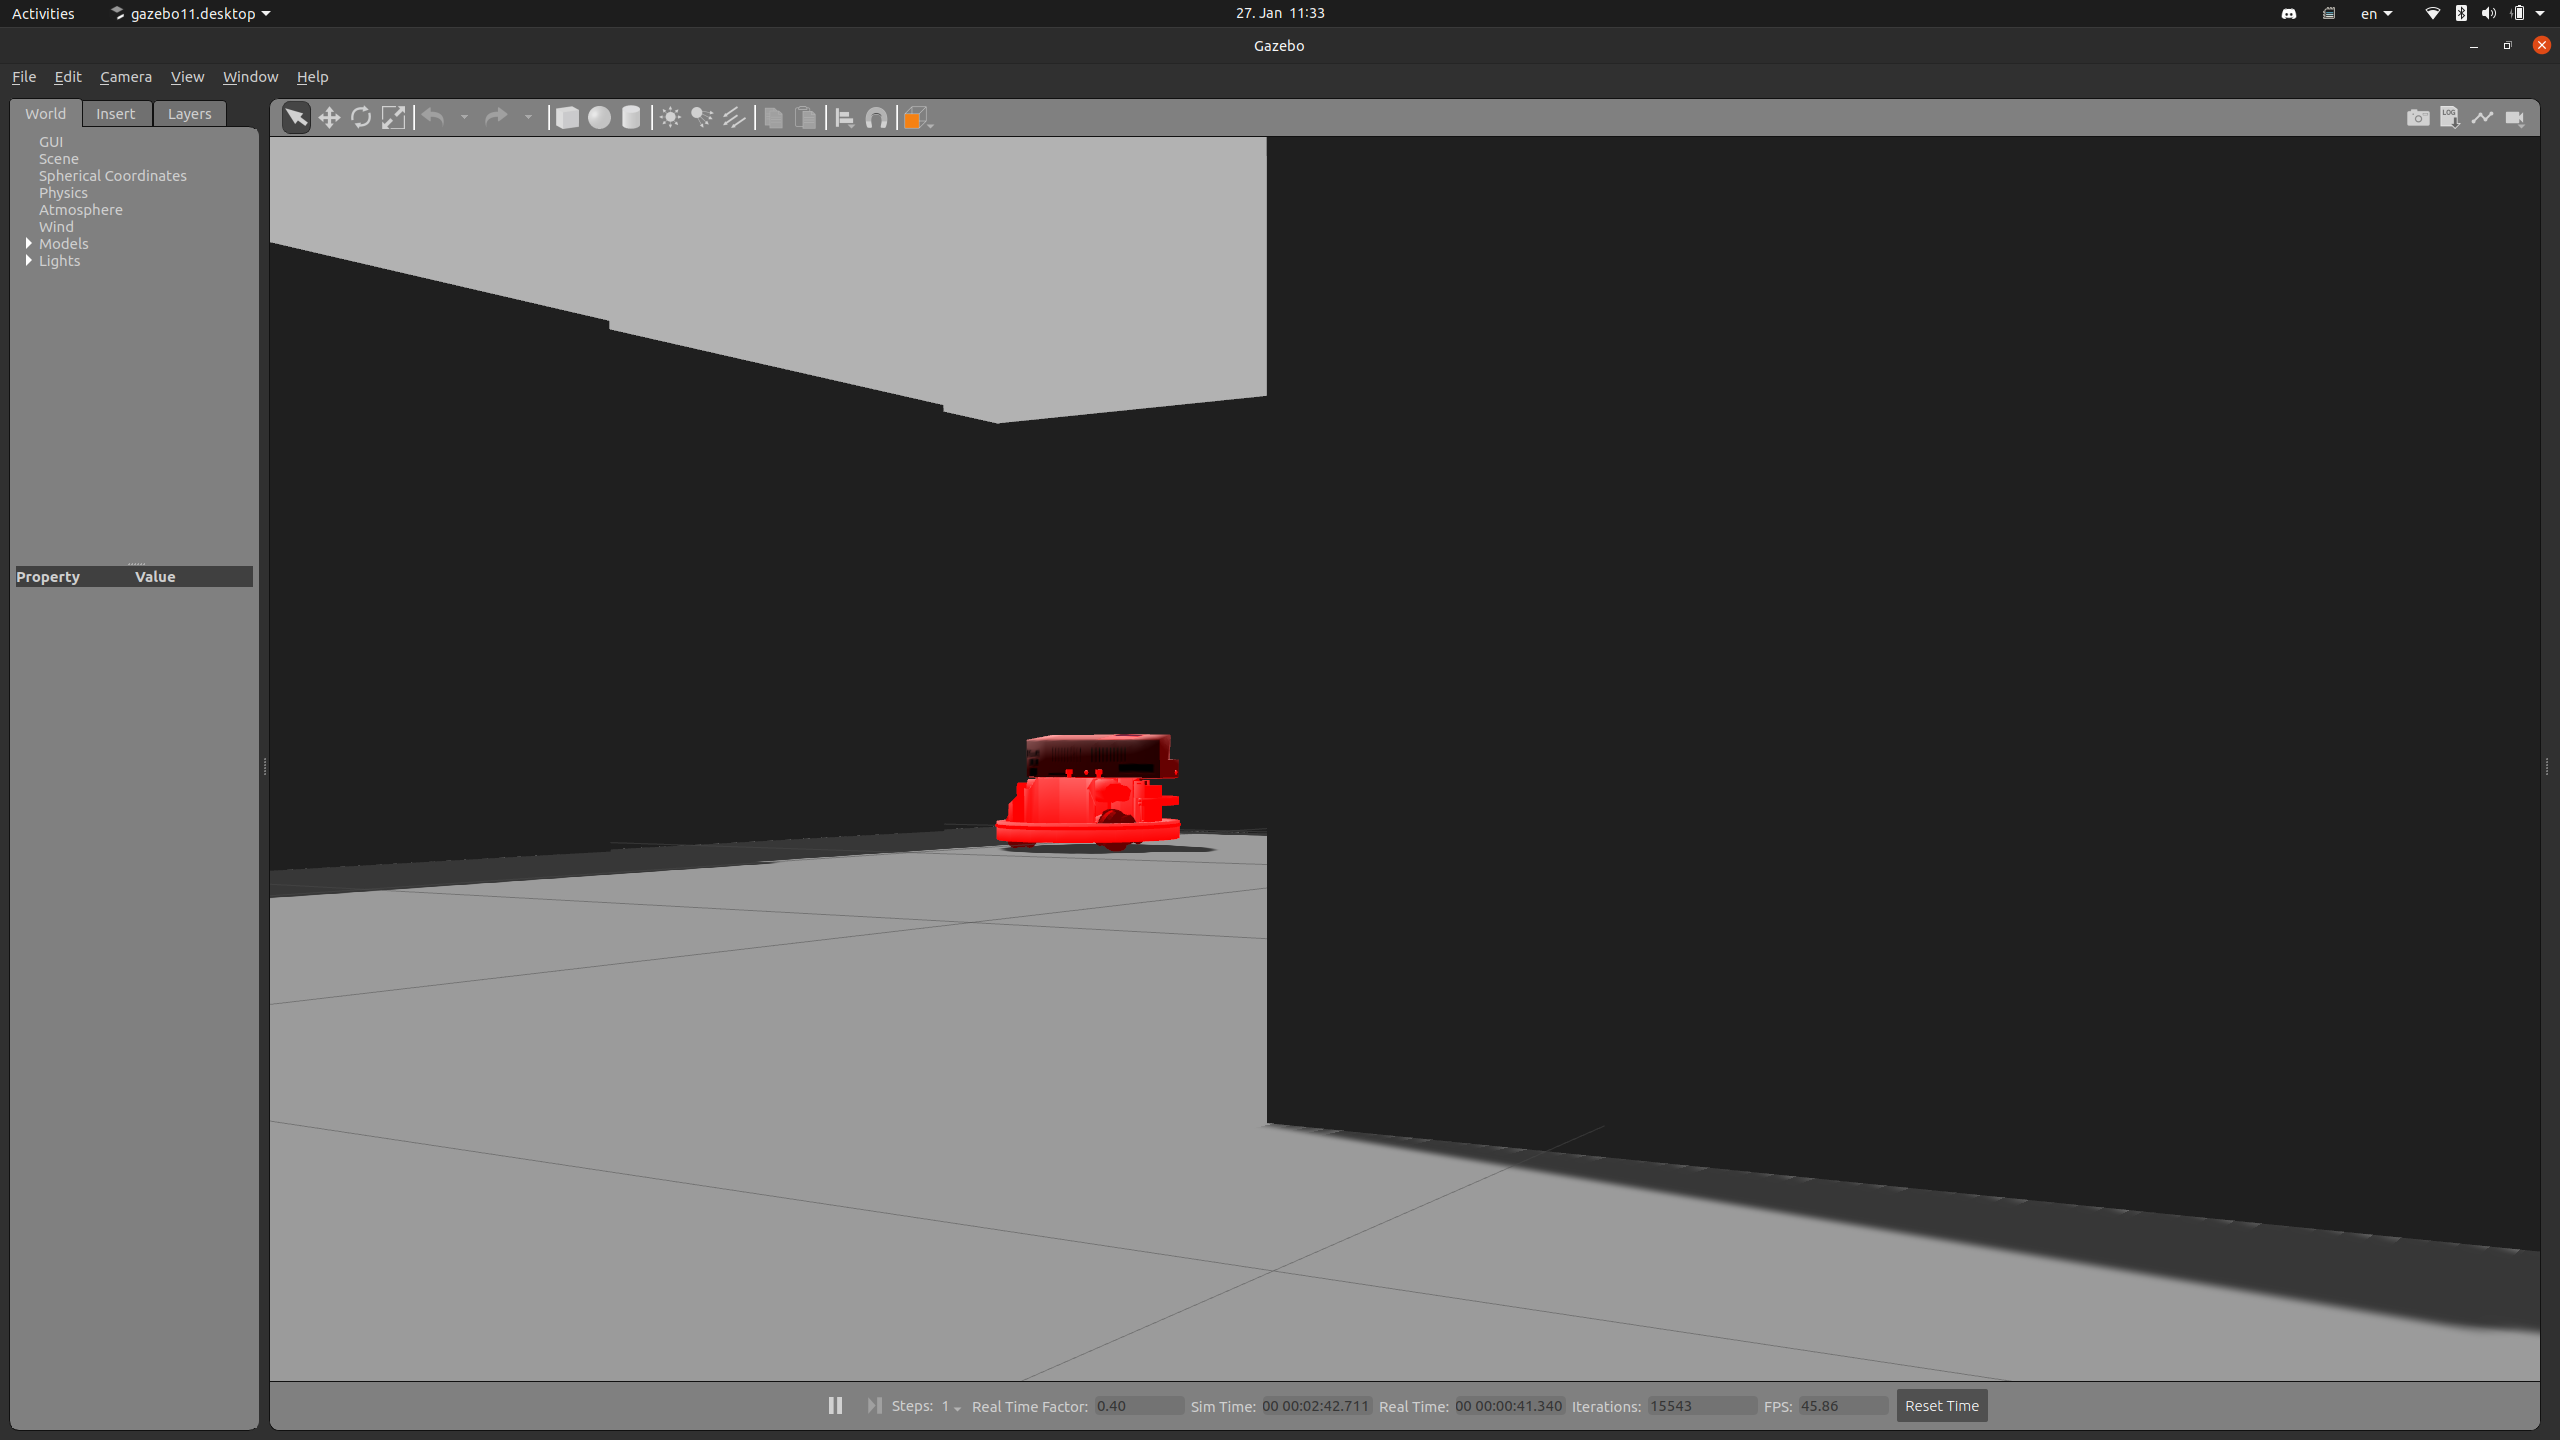 Activities gazebo11.desktop 27. Jan 11:33 en
Gazebo
File Edit Camera View Window Help
World Insert Layers
GUI
Scene
Spherical Coordinates
Physics
Atmosphere
Wind
Models
Lights
Property Value
LOG
Steps: 1 Real Time Factor: 0.40 Sim Time: 00 00:02:42.711 Real Time: 00 00:00:41.340 Iterations: 15543 FPS: 45.86 Reset Time